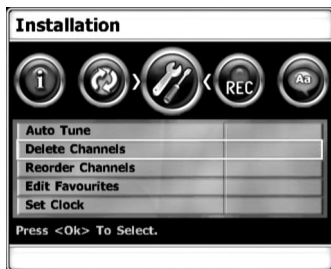 Installation
i
REC
Aa
Auto Tune
Delete Channels
Reorder Channels
Edit Favourites
Set Clock
Press <Ok> To Select.